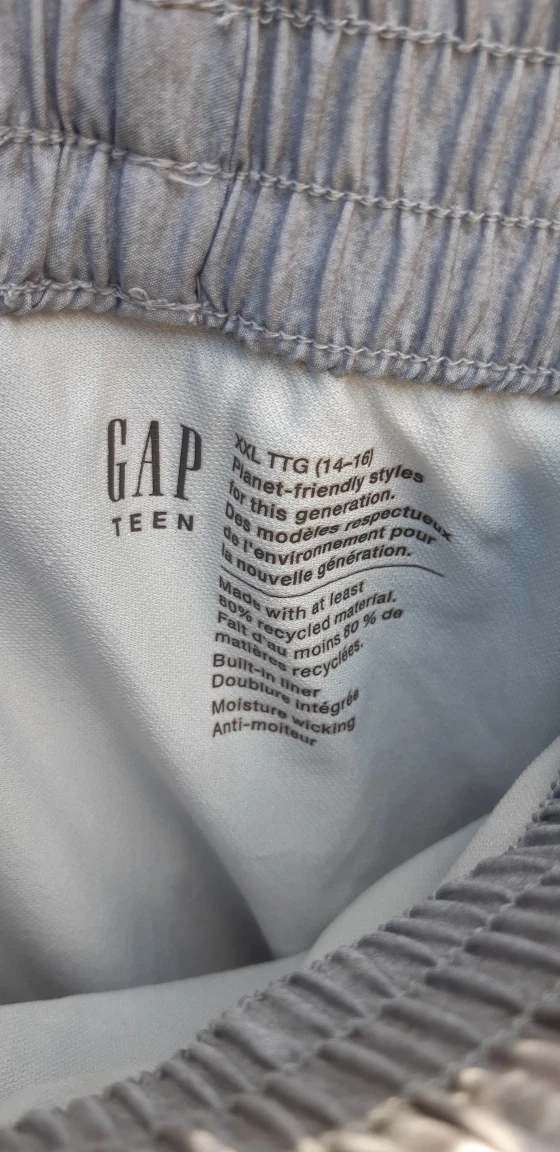 GAP
TEEN
XXL TTG (14-16)
Planet-friendly styles
for this generation.
Des modèles respectueux
de l'environnement pour
la nouvelle génération.
Made with at least
80% recycled material.
Fait d'au moins 80 % de
matières recyclées.
Built-in liner
Doublure intégrée
Moisture wicking
Anti-moiteur